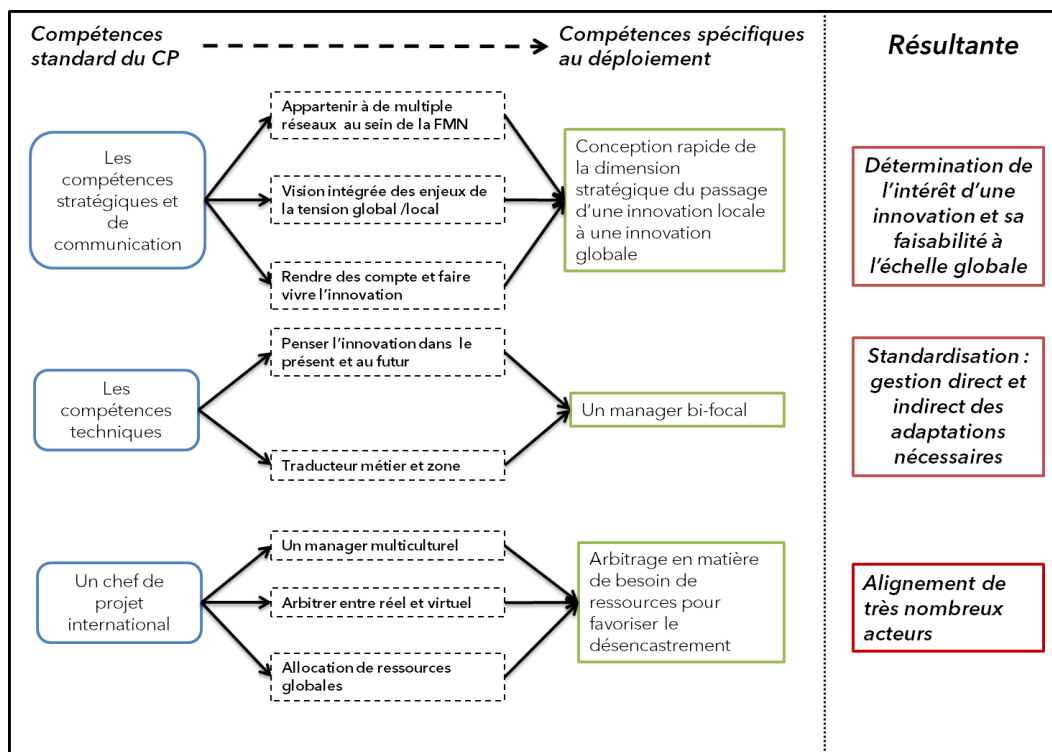 Compétences
standard du CP
Compétences spécifiques
au déploiement
Résultante
Les
compétences
stratégiques et
de
communication
Appartenir à de multiple
réseaux au sein de la FMN
Vision intégrée des enjeux de
la tension global /local
Rendre des compte et faire
vivre l'innovation
Conception rapide de
la dimension
stratégique du passage
d'une innovation locale
à une innovation
globale
Détermination de
l'intérêt d'une
innovation et sa
faisabilité à
l'échelle globale
Les
compétences
techniques
Penser l'innovation dans le
présent et au futur
Traducteur métier et zone
Un manager bi-focal
Standardisation :
gestion direct et
indirect des
adaptations
nécessaires
Un chef de
projet
international
Un manager multiculturel
Arbitrer entre réel et virtuel
Allocation de ressources
globales
Arbitrage en matière
de besoin de
ressources pour
favoriser le
désencastrement
Alignement de
très nombreux
acteurs